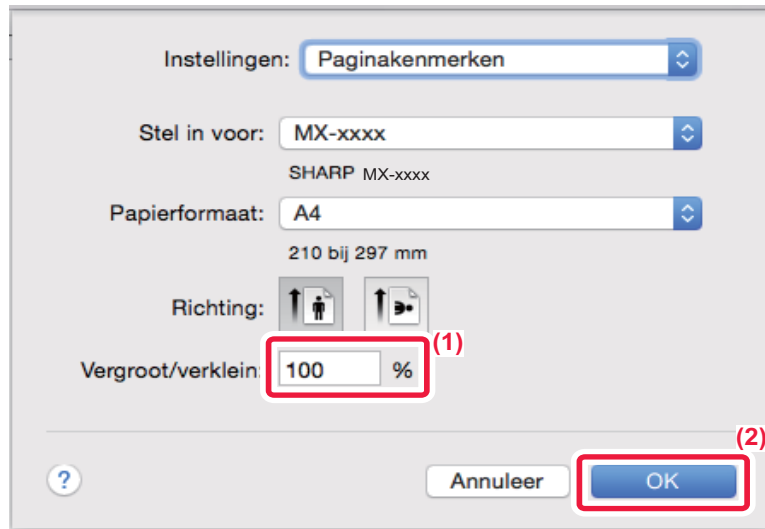 Instellingen: Paginakenmerken
Stel in voor: MX-xxxx
SHARP MX-xxxx
Papierformaat: A4
210 bij 297 mm
Richting:
(1)
Vergroot/verklein: 100 %
(2)
? Annuleer OK